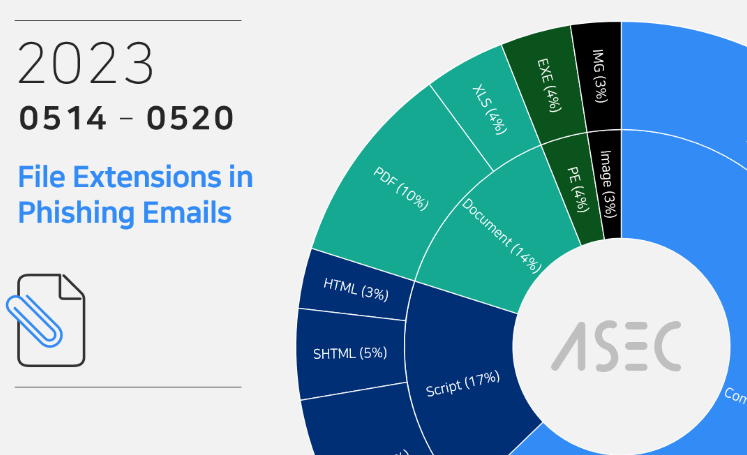 2023
0514 - 0520
File Extensions in
Phishing Emails
IMG (3%)
EXE (4%)
XLS (4%)
PDF (10%)
HTML (3%)
SHTML (5%)
Image (3%)
PE (4%)
Document (14%)
Script (17%)
ASEC